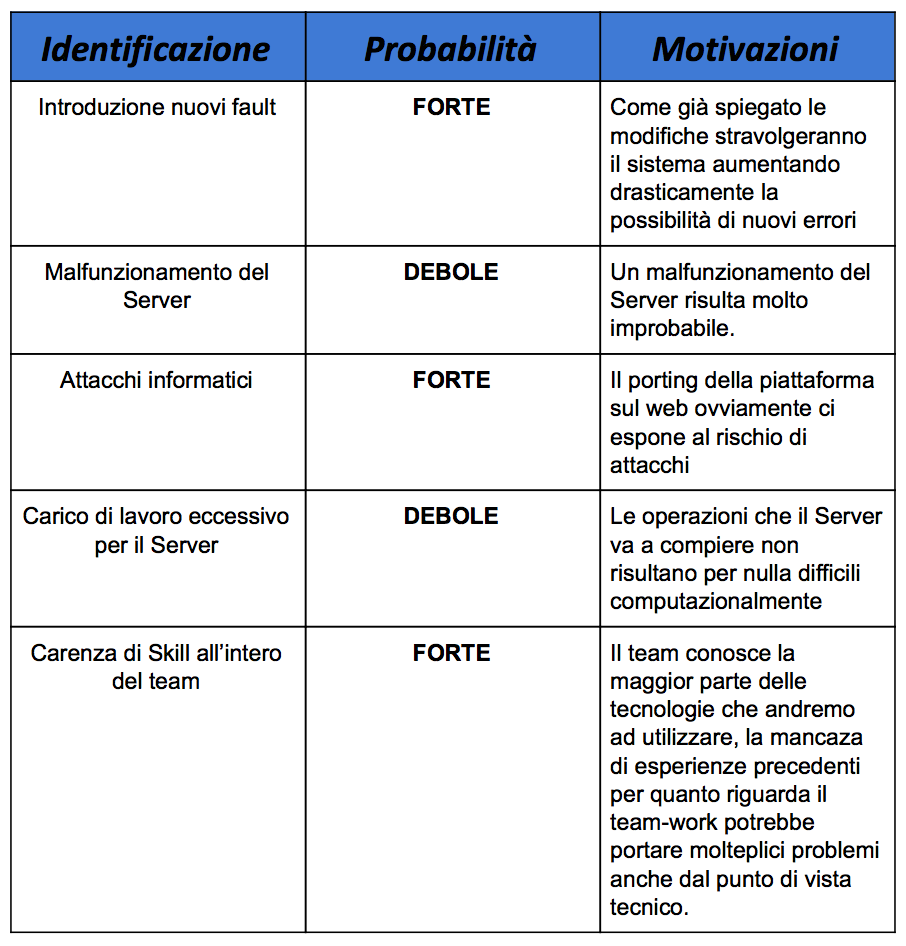 Identificazione Probabilità Motivazioni
Introduzione nuovi fault FORTE Come già spiegato le
modifiche stravolgeranno
il sistema aumentando
drasticamente la
possibilità di nuovi errori
Malfunzionamento del DEBOLE Un malfunzionamento del
Server Server risulta molto
improbabile.
Attacchi informatici FORTE Il porting della piattaforma
sul web ovviamente ci
espone al rischio di
attacchi
Carico di lavoro eccessivo DEBOLE Le operazioni che il Server
per il Server va a compiere non
risultano per nulla difficili
computazionalmente
Carenza di Skill all’intero FORTE Il team conosce la
del team maggior parte delle
tecnologie che andremo
ad utilizzare, la mancaza
di esperienze precedenti
per quanto riguarda il
team-work potrebbe
portare molteplici problemi
anche dal punto di vista
tecnico.